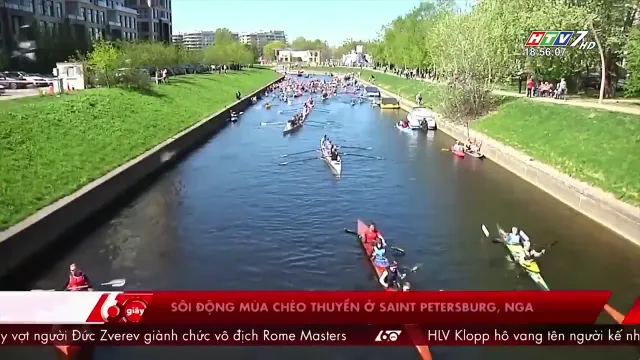 HTV7 HD
18:56:07
60 giây
SÔI ĐỘNG MÙA CHÈO THUYỀN Ở SAINT PETERSBURG, NGA
y vợt người Đức Zverev giành chức vô địch Rome Masters 60 HLV Klopp hô vang tên người kế nh